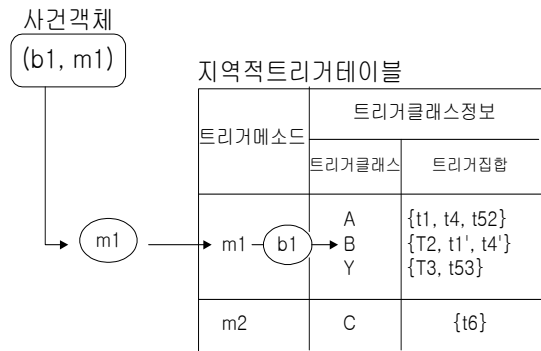 사건객체
(b1, m1)
지역적트리거테이블
트리거메소드
트리거클래스정보
트리거클래스 트리거집합
m1
m1 b1
A {t1, t4, t52}
B {T2, t1', t4'}
Y {T3, t53}
m2 C {t6}